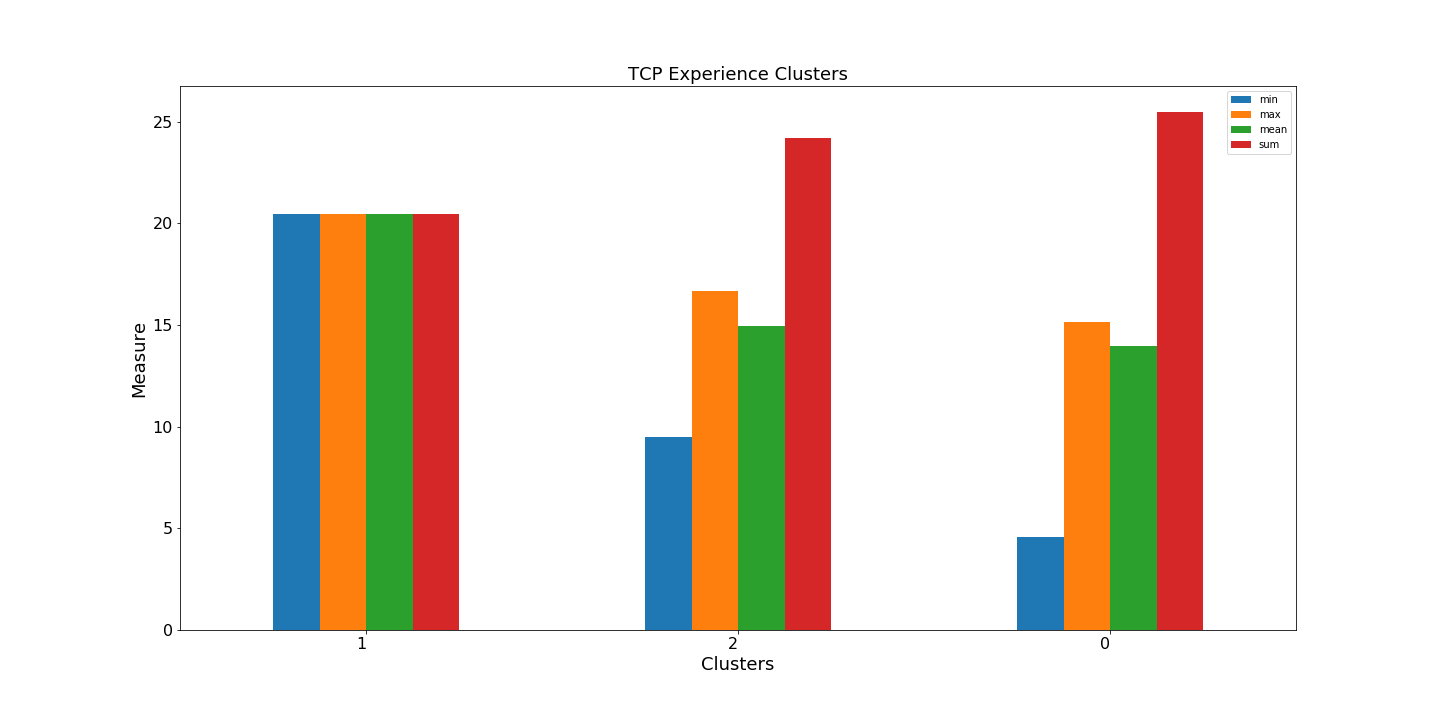 TCP Experience Clusters
min
max
mean
sum
25
20
15
10
5
0
Measure
1 2 0
Clusters